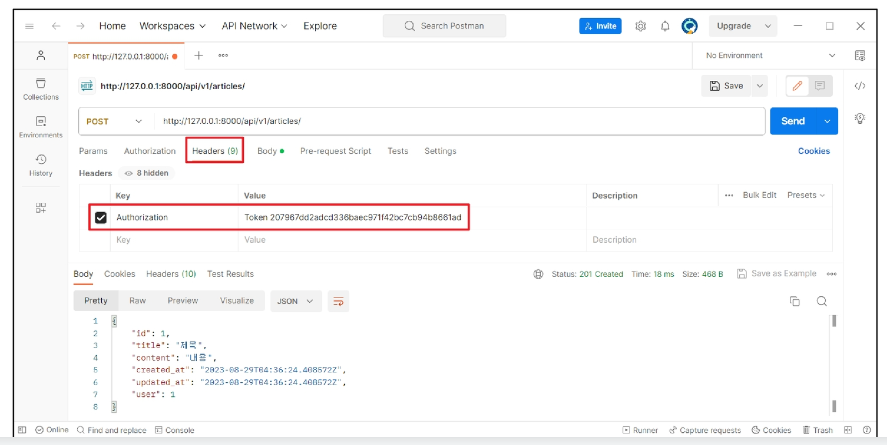 Home Workspaces API Network Explore Search Postman Invite Upgrade
POST http://127.0.0.1:8000/a No Environment
HTTP http://127.0.0.1:8000/api/v1/articles/ Save
Collections
POST http://127.0.0.1:8000/api/v1/articles/ Send
Environments
Params Authorization Headers (9) Body Pre-request Script Tests Settings Cookies
History
Headers 8 hidden
Key Value Description Bulk Edit Presets
Authorization Token 207967dd2adcd336baec971f42bc7cb94b8661ad
Key Value Description
Body Cookies Headers (10) Test Results Status: 201 Created Time: 18 ms Size: 468 B Save as Example
Pretty Raw Preview Visualize JSON
1 {
2 "id": 1,
3 "title": "제목",
4 "content": "내용",
5 "created_at": "2023-08-29T04:36:24.408572Z",
6 "updated_at": "2023-08-29T04:36:24.408572Z",
7 "user": 1
8 }
Online Find and replace Console Runner Capture requests Cookies Trash